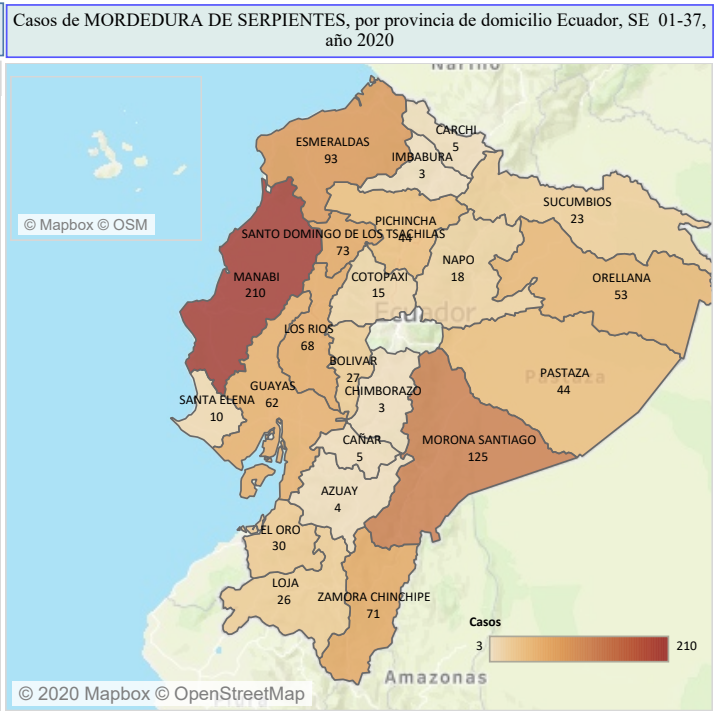 Casos de MORDEDURA DE SERPIENTES, por provincia de domicilio Ecuador, SE 01-37,
año 2020
Nariño
CARCHI
5
ESMERALDAS
93
IMBABURA
3
SUCUMBIOS
23
© Mapbox © OSM
PICHINCHA
44
SANTO DOMINGO DE LOS TSACHILAS
73
NAPO
18
MANABI
210
COTOPAXI
15
ORELLANA
53
Ecuador
LOS RIOS
68
BOLIVAR
27
PASTAZA
44
Pastaza
GUAYAS
62
CHIMBORAZO
3
SANTA ELENA
10
CAÑAR
5
MORONA SANTIAGO
125
AZUAY
4
EL ORO
30
LOJA
26
ZAMORA CHINCHIPE
71
Casos
3
210
Amazonas
© 2020 Mapbox © OpenStreetMap